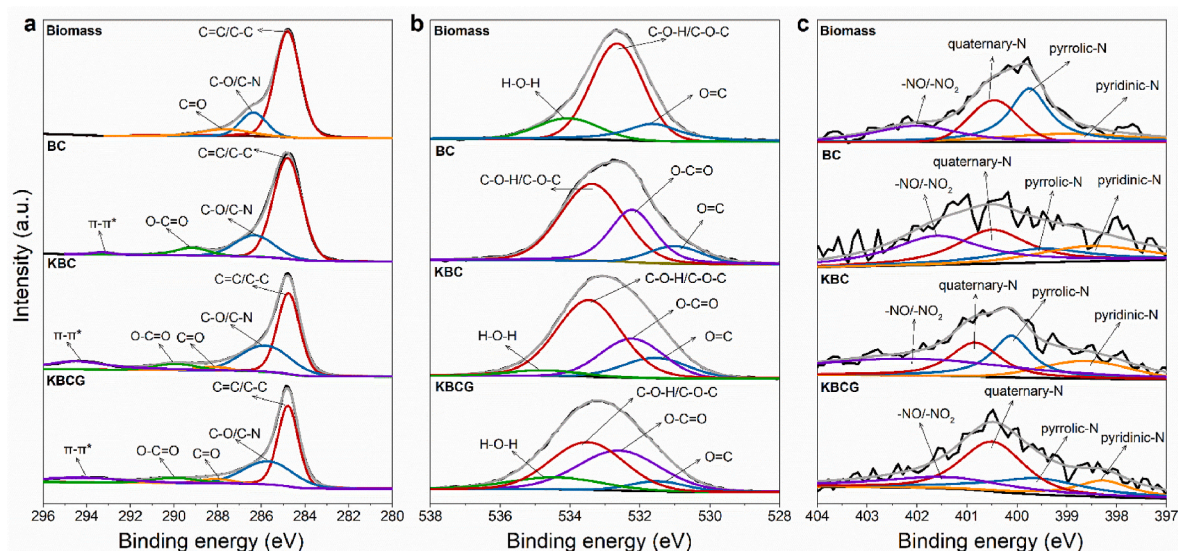 a
Biomass
C=C/C-C
C-O/C-N
C=O
BC
C=C/C-C
C-O/C-N
O-C=O
π-π*
KBC
C=C/C-C
C-O/C-N
C=O
O-C=O
π-π*
KBCG
C=C/C-C
C-O/C-N
C=O
O-C=O
π-π*
296 294 292 290 288 286 284 282 280
Binding energy (eV)
Intensity (a.u.)
b
Biomass
C-O-H/C-O-C
H-O-H
O=C
BC
O-C=O
C-O-H/C-O-C
O=C
KBC
C-O-H/C-O-C
O-C=O
O=C
H-O-H
KBCG
C-O-H/C-O-C
O-C=O
H-O-H
O=C
536 534 532 530 528
Binding energy (eV)
c
Biomass
quaternary-N
pyrrolic-N
pyridinic-N
-NO/-NO₂
BC
quaternary-N
-NO/-NO₂
pyrrolic-N
pyridinic-N
KBC
quaternary-N
pyrrolic-N
-NO/-NO₂
pyridinic-N
KBCG
quaternary-N
-NO/-NO₂
pyrrolic-N
pyridinic-N
404 403 402 401 400 399 398 397
Binding energy (eV)